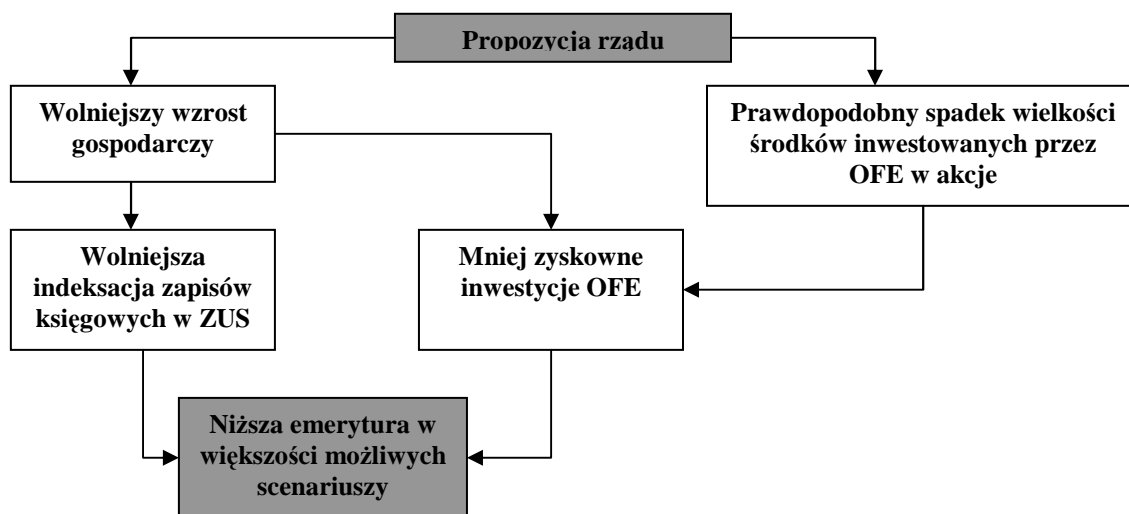 Propozycja rządu
Wolniejszy wzrost
gospodarczy
Prawdopodobny spadek wielkości
środków inwestowanych przez
OFE w akcje
Wolniejsza
indeksacja zapisów
księgowych w ZUS
Mniej zyskowne
inwestycje OFE
Niższa emerytura w
większości możliwych
scenariuszy